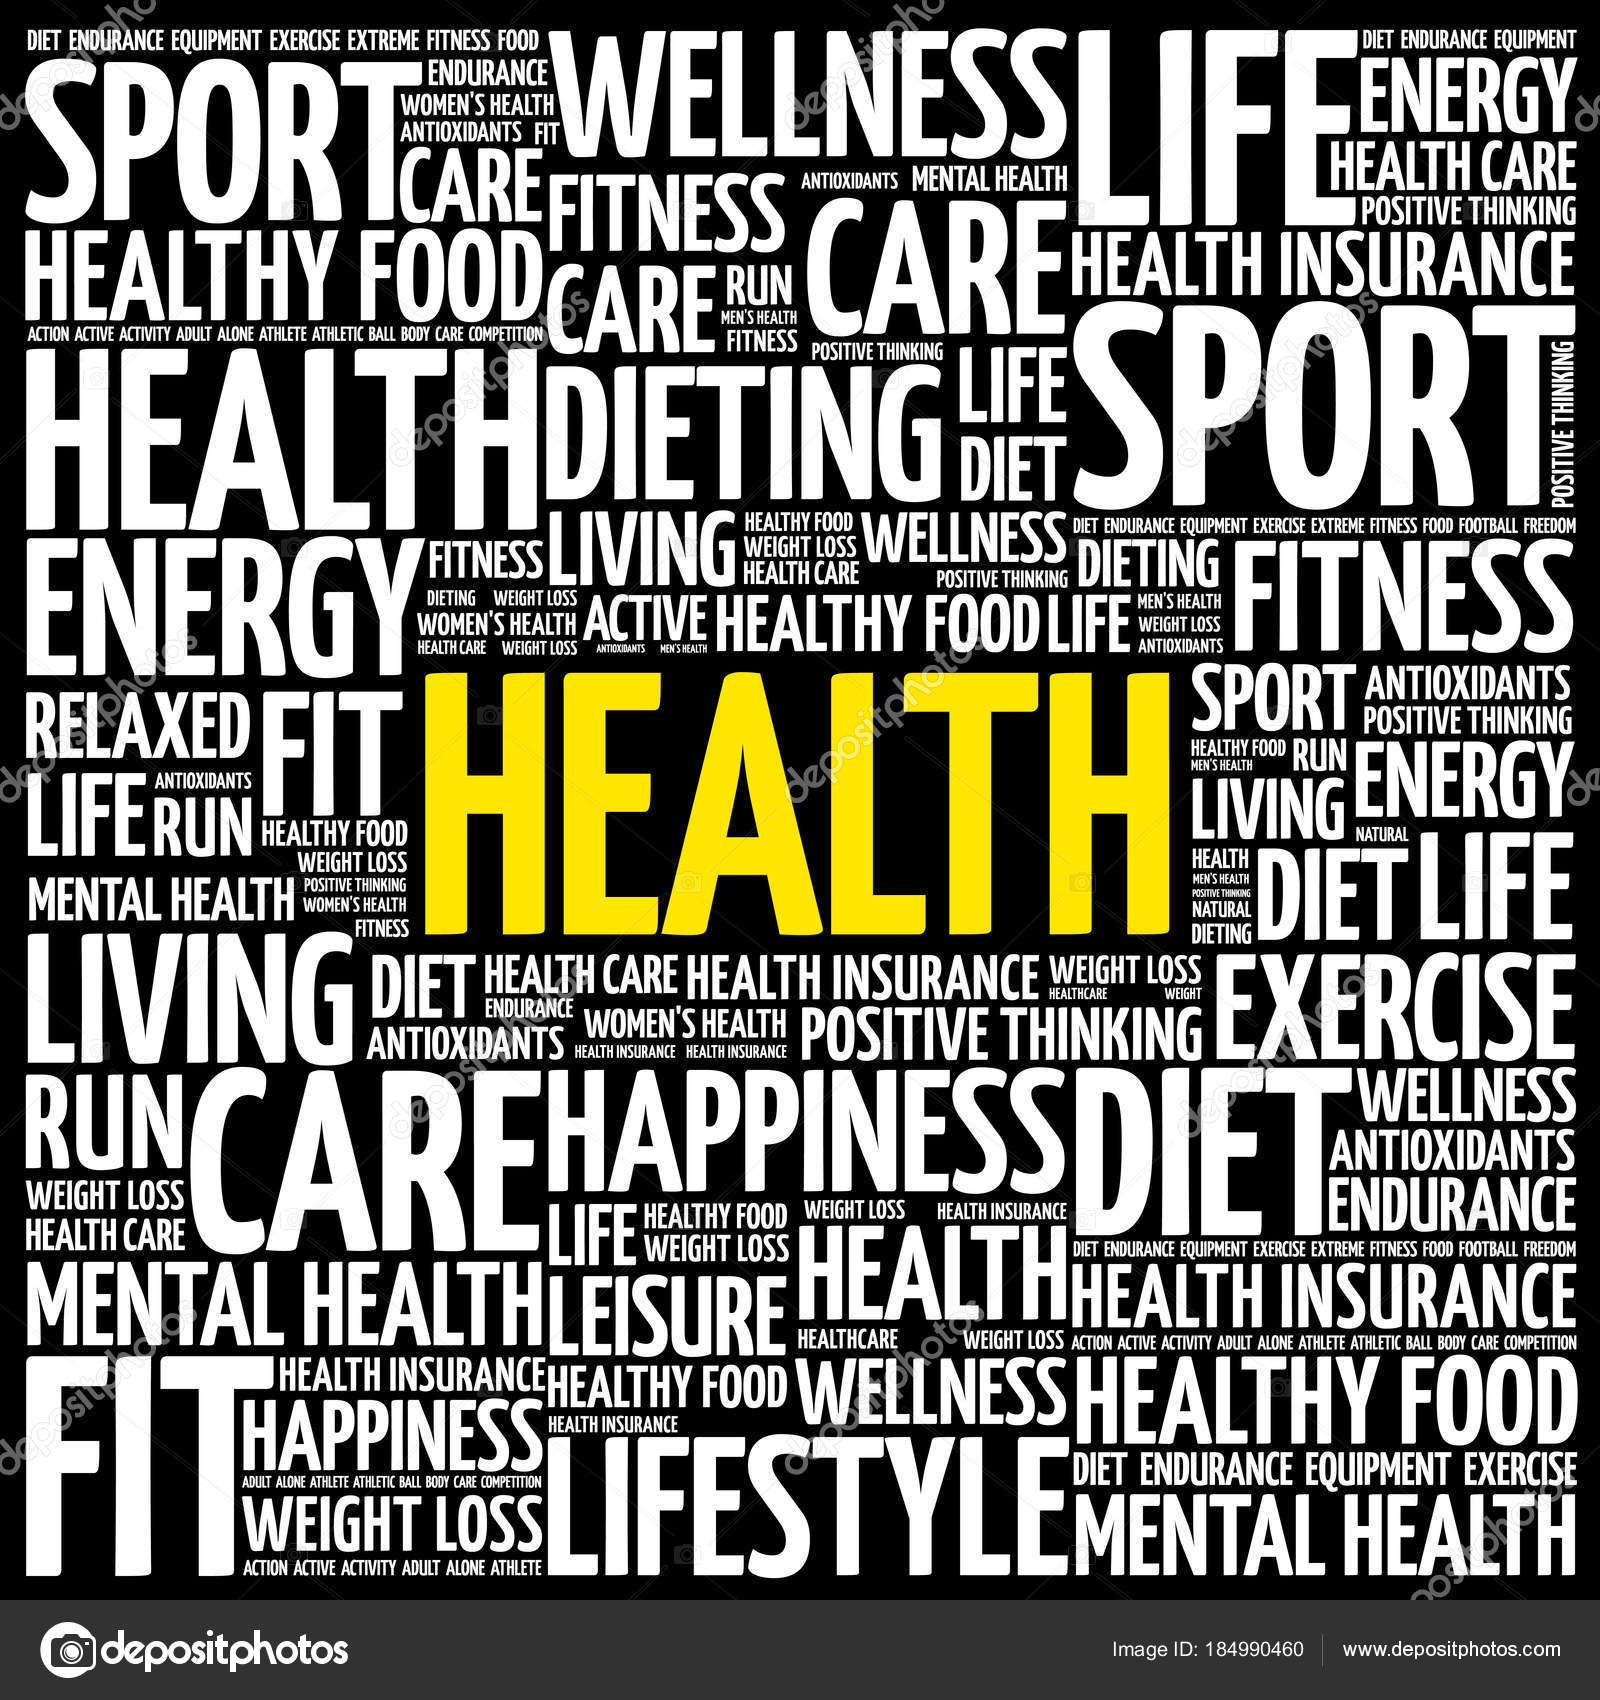 DIET ENDURANCE EQUIPMENT EXERCISE EXTREME FITNESS FOOD
SPORT
ENDURANCE
WOMEN'S HEALTH
ANTIOXIDANTS FIT
CARE
HEALTHY FOOD
ACTION ACTIVE ACTIVITY ADULT ALONE ATHLETE ATHLETIC BALL BODY CARE COMPETITION
HEALTH
WELLNESS
FITNESS
ANTIOXIDANTS MENTAL HEALTH
CARE
RUN
MEN'S HEALTH
FITNESS
CARE
POSITIVE THINKING
DIETING
LIFE
DIET
LIFE
DIET ENDURANCE EQUIPMENT
ENERGY
HEALTH CARE
POSITIVE THINKING
HEALTH INSURANCE
SPORT
POSITIVE THINKING
DIET ENDURANCE EQUIPMENT EXERCISE EXTREME FITNESS FOOD FOOTBALL FREEDOM
ENERGY
FITNESS
LIVING
HEALTHY FOOD
WEIGHT LOSS
HEALTH CARE
WELLNESS
POSITIVE THINKING
DIETING
FITNESS
DIETING WEIGHT LOSS
WOMEN'S HEALTH
HEALTH CARE WEIGHT LOSS
ACTIVE
ANTIOXIDANTS MEN'S HEALTH
HEALTHY FOOD
LIFE
MEN'S HEALTH
WEIGHT LOSS
ANTIOXIDANTS
RELAXED
FIT
HEALTH
SPORT
ANTIOXIDANTS
POSITIVE THINKING
HEALTHY FOOD
MEN'S HEALTH
RUN
ENERGY
LIFE
ANTIOXIDANTS
RUN
HEALTHY FOOD
WEIGHT LOSS
LIVING
NATURAL
MENTAL HEALTH
POSITIVE THINKING
WOMEN'S HEALTH
FITNESS
HEALTH
MEN'S HEALTH
POSITIVE THINKING
NATURAL
DIETING
DIET
LIFE
LIVING
DIET
HEALTH CARE
ENDURANCE
HEALTH INSURANCE
WEIGHT LOSS
HEALTHCARE WEIGHT
EXERCISE
ANTIOXIDANTS
WOMEN'S HEALTH
HEALTH INSURANCE HEALTH INSURANCE
POSITIVE THINKING
RUN
CARE
HAPPINESS
DIET
WELLNESS
ANTIOXIDANTS
ENDURANCE
WEIGHT LOSS
HEALTH CARE
LIFE
HEALTHY FOOD
WEIGHT LOSS
WEIGHT LOSS HEALTH INSURANCE
HEALTH
DIET ENDURANCE EQUIPMENT EXERCISE EXTREME FITNESS FOOD FOOTBALL FREEDOM
MENTAL HEALTH
LEISURE
HEALTHCARE WEIGHT LOSS
HEALTH INSURANCE
ACTION ACTIVE ACTIVITY ADULT ALONE ATHLETE ATHLETIC BALL BODY CARE COMPETITION
FIT
HEALTH INSURANCE
HAPPINESS
ADULT ALONE ATHLETE ATHLETIC BALL BODY CARE COMPETITION
WEIGHT LOSS
ACTION ACTIVE ACTIVITY ADULT ALONE ATHLETE
HEALTHY FOOD
HEALTH INSURANCE
WELLNESS
LIFESTYLE
HEALTHY FOOD
DIET ENDURANCE EQUIPMENT EXERCISE
MENTAL HEALTH
depositphotos
Image ID: 184990460 www.depositphotos.com